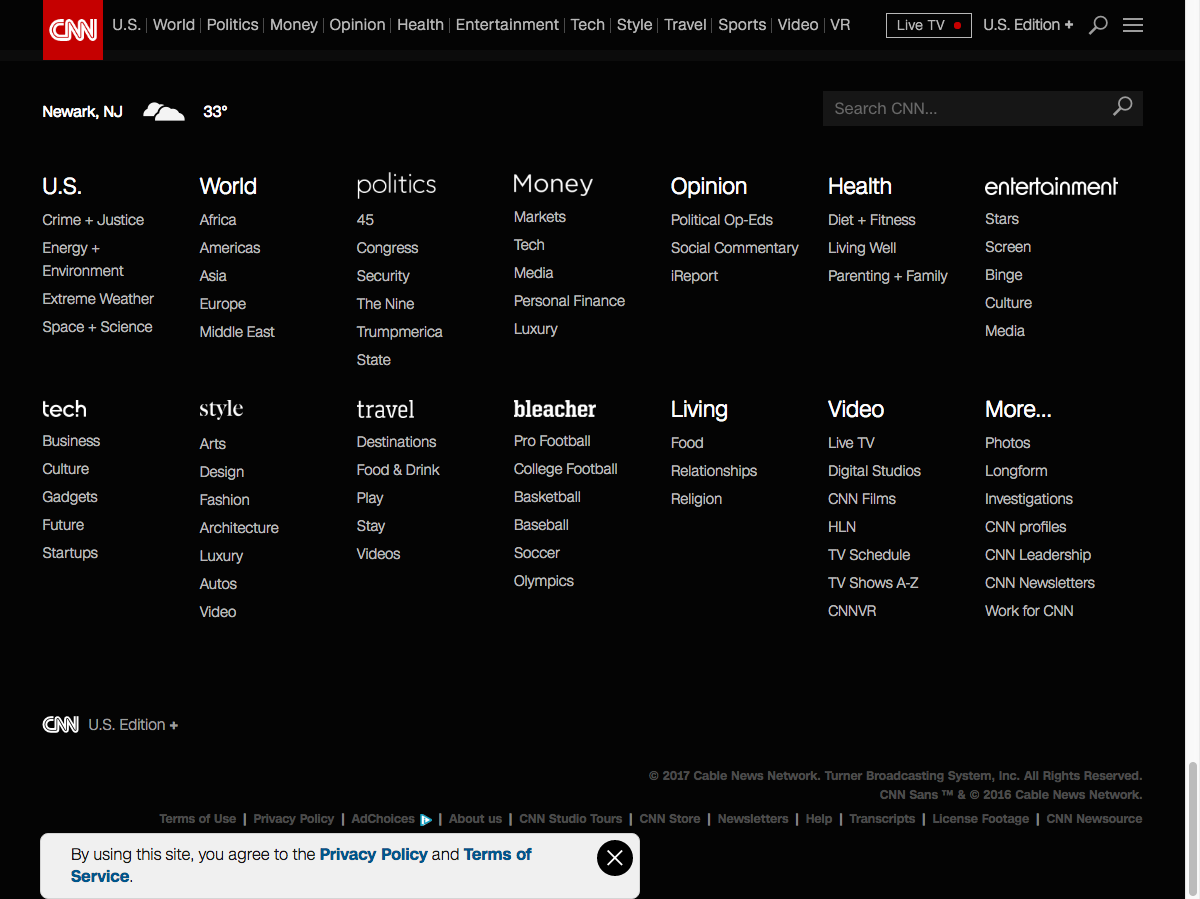 CNN U.S. World Politics Money Opinion Health Entertainment Tech Style Travel Sports Video VR Live TV U.S. Edition +
Newark, NJ 33° Search CNN...
U.S.
Crime + Justice
Energy +
Environment
Extreme Weather
Space + Science
World
Africa
Americas
Asia
Europe
Middle East
politics
45
Congress
Security
The Nine
Trumpmerica
State
Money
Markets
Tech
Media
Personal Finance
Luxury
Opinion
Political Op-Eds
Social Commentary
iReport
Health
Diet + Fitness
Living Well
Parenting + Family
entertainment
Stars
Screen
Binge
Culture
Media
tech
Business
Culture
Gadgets
Future
Startups
style
Arts
Design
Fashion
Architecture
Luxury
Autos
Video
travel
Destinations
Food & Drink
Play
Stay
Videos
bleacher
Pro Football
College Football
Basketball
Baseball
Soccer
Olympics
Living
Food
Relationships
Religion
Video
Live TV
Digital Studios
CNN Films
HLN
TV Schedule
TV Shows A-Z
CNNVR
More...
Photos
Longform
Investigations
CNN profiles
CNN Leadership
CNN Newsletters
Work for CNN
CNN U.S. Edition +
© 2017 Cable News Network. Turner Broadcasting System, Inc. All Rights Reserved.
CNN Sans ™ & © 2016 Cable News Network.
Terms of Use | Privacy Policy | AdChoices | About us | CNN Studio Tours | CNN Store | Newsletters | Help | Transcripts | License Footage | CNN Newsource
By using this site, you agree to the Privacy Policy and Terms of
Service.